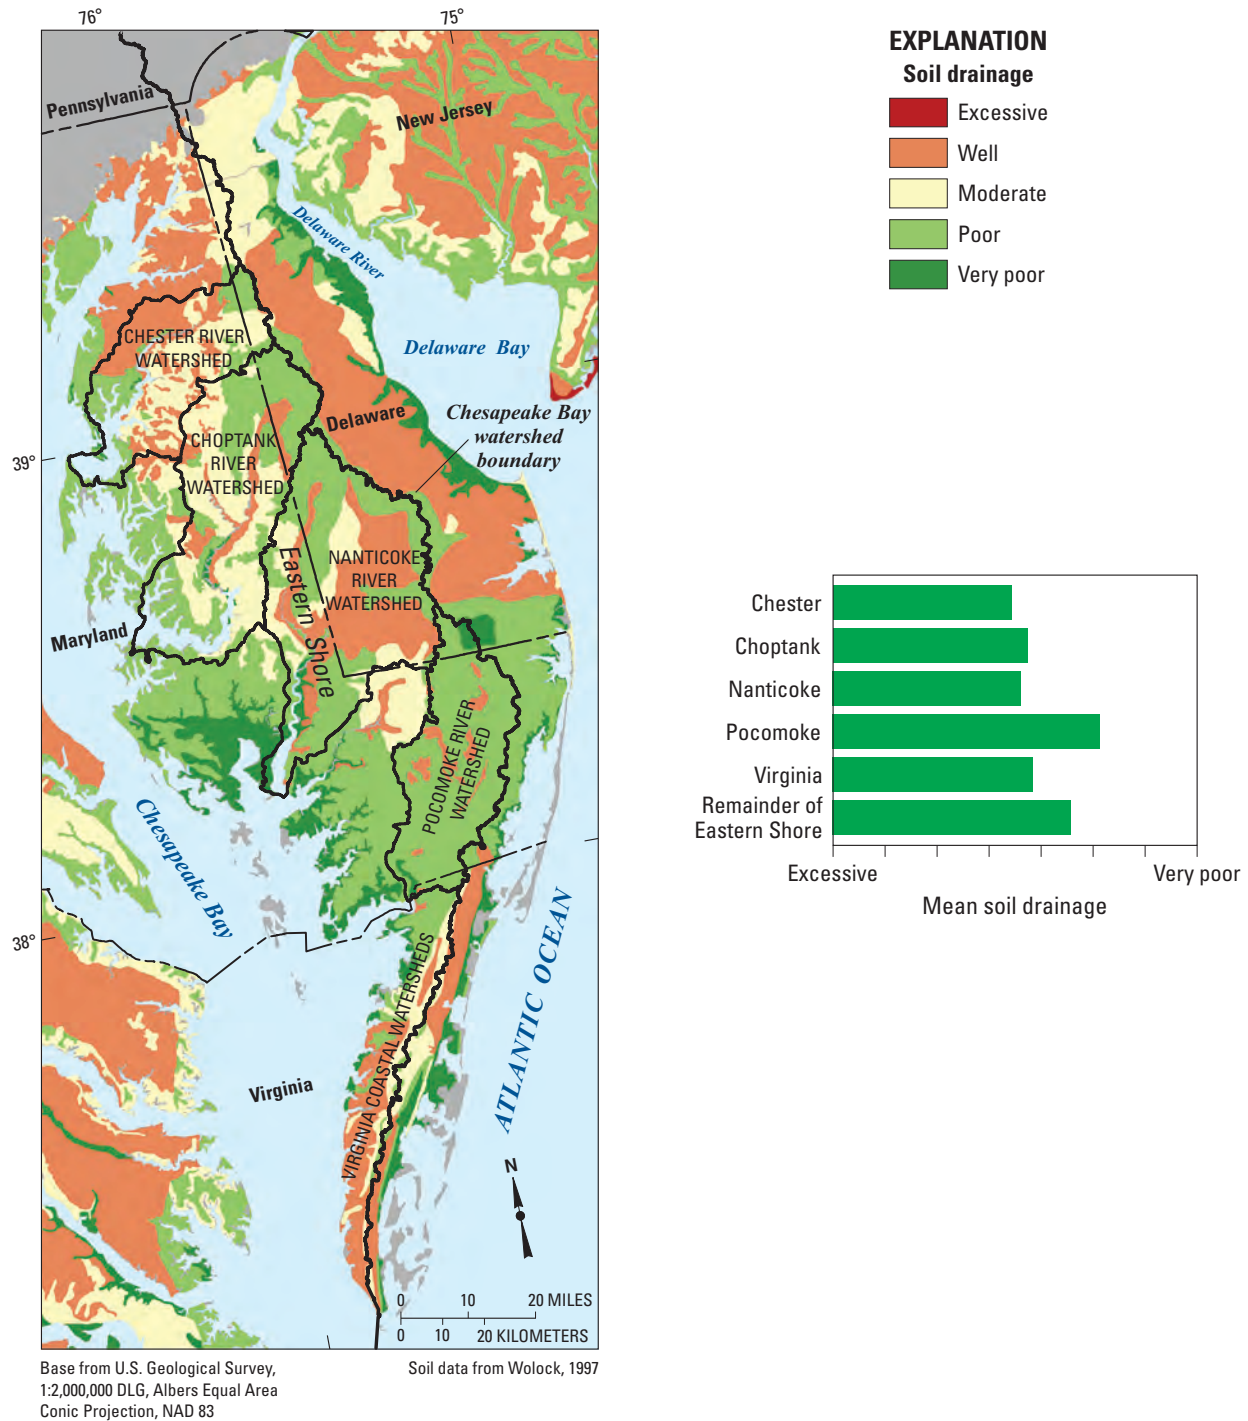 76°
75°
Pennsylvania
New Jersey
Delaware River
CHESTER RIVER
WATERSHED
Delaware Bay
Delaware
Chesapeake Bay
watershed
boundary
39°
CHOPTANK
RIVER
WATERSHED
Eastern Shore
NANTICOKE
RIVER
WATERSHED
Maryland
POCOMOKE RIVER
WATERSHED
Chesapeake Bay
38°
VIRGINIA COASTAL WATERSHEDS
ATLANTIC OCEAN
Virginia
N
0 10 20 MILES
0 10 20 KILOMETERS
Base from U.S. Geological Survey,
1:2,000,000 DLG, Albers Equal Area
Conic Projection, NAD 83
Soil data from Wolock, 1997
EXPLANATION
Soil drainage
Excessive
Well
Moderate
Poor
Very poor
Chester
Choptank
Nanticoke
Pocomoke
Virginia
Remainder of
Eastern Shore
Excessive
Very poor
Mean soil drainage